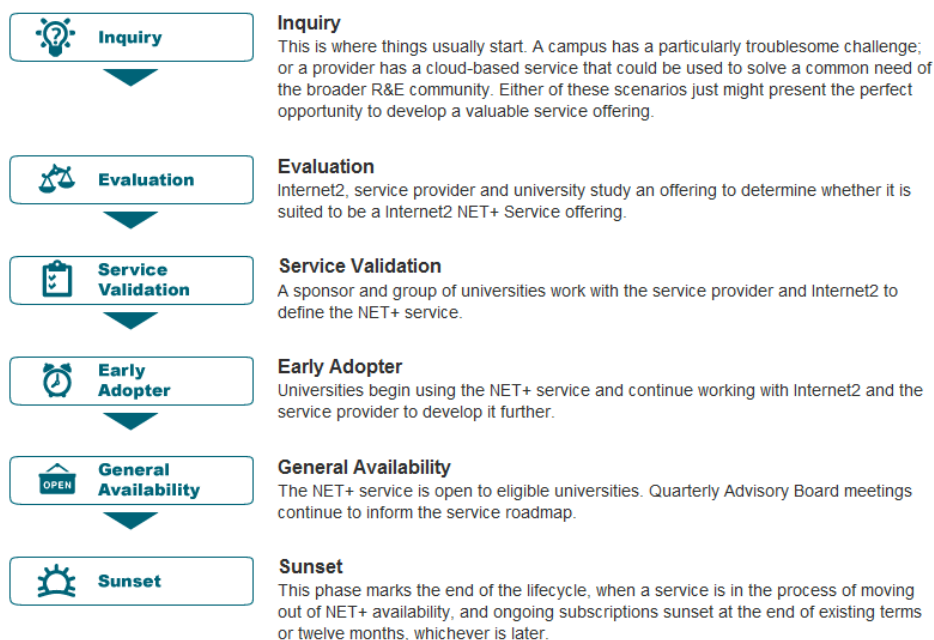 Inquiry
Inquiry
This is where things usually start. A campus has a particularly troublesome challenge;
or a provider has a cloud-based service that could be used to solve a common need of
the broader R&E community. Either of these scenarios just might present the perfect
opportunity to develop a valuable service offering.
Evaluation
Evaluation
Internet2, service provider and university study an offering to determine whether it is
suited to be a Internet2 NET+ Service offering.
Service
Validation
Service Validation
A sponsor and group of universities work with the service provider and Internet2 to
define the NET+ service.
Early
Adopter
Early Adopter
Universities begin using the NET+ service and continue working with Internet2 and the
service provider to develop it further.
OPEN
General
Availability
General Availability
The NET+ service is open to eligible universities. Quarterly Advisory Board meetings
continue to inform the service roadmap.
Sunset
Sunset
This phase marks the end of the lifecycle, when a service is in the process of moving
out of NET+ availability, and ongoing subscriptions sunset at the end of existing terms
or twelve months, whichever is later.